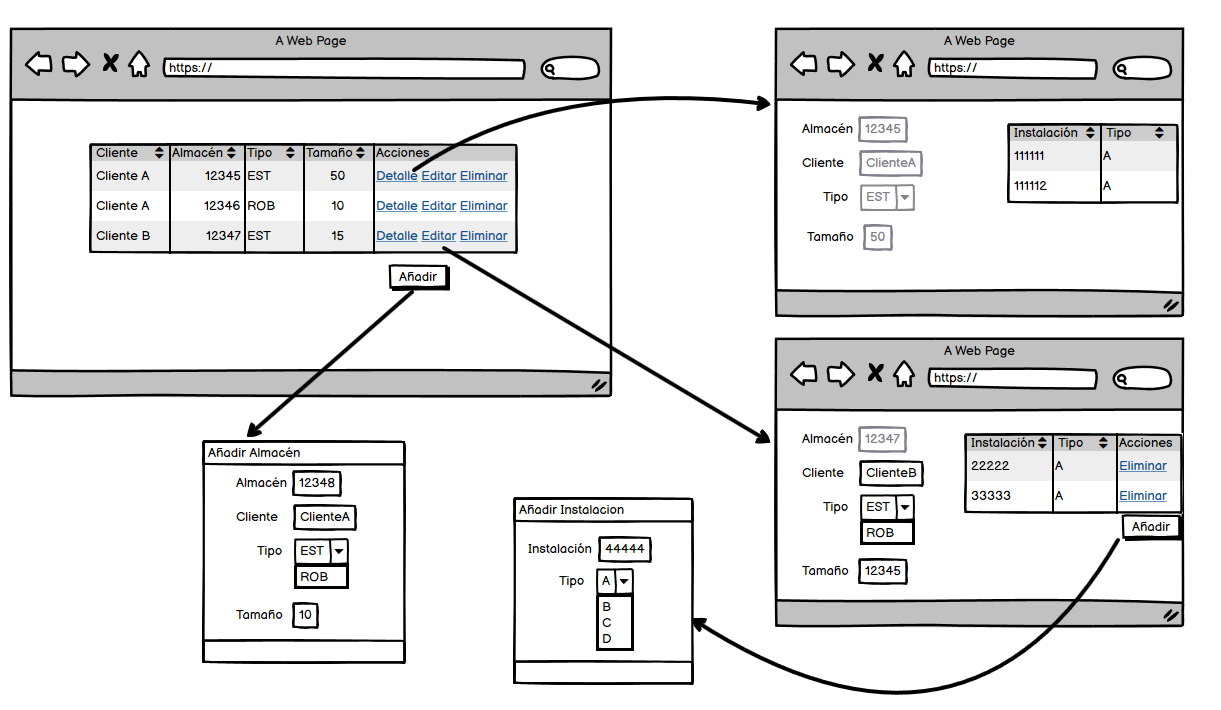 A Web Page
https://
Cliente Almacén Tipo Tamaño Acciones
Cliente A 12345 EST 50 Detalle Editar Eliminar
Cliente A 12346 ROB 10 Detalle Editar Eliminar
Cliente B 12347 EST 15 Detalle Editar Eliminar
Añadir
A Web Page
https://
Almacén 12345
Cliente ClienteA
Tipo EST
Tamaño 50
Instalación Tipo
111111 A
111112 A
A Web Page
https://
Almacén 12347
Cliente ClienteB
Tipo EST
ROB
Tamaño 12345
Instalación Tipo Acciones
22222 A Eliminar
33333 A Eliminar
Añadir
Añadir Almacén
Almacén 12348
Cliente ClienteA
Tipo EST
ROB
Tamaño 10
Añadir Instalacion
Instalación 44444
Tipo A
B
C
D